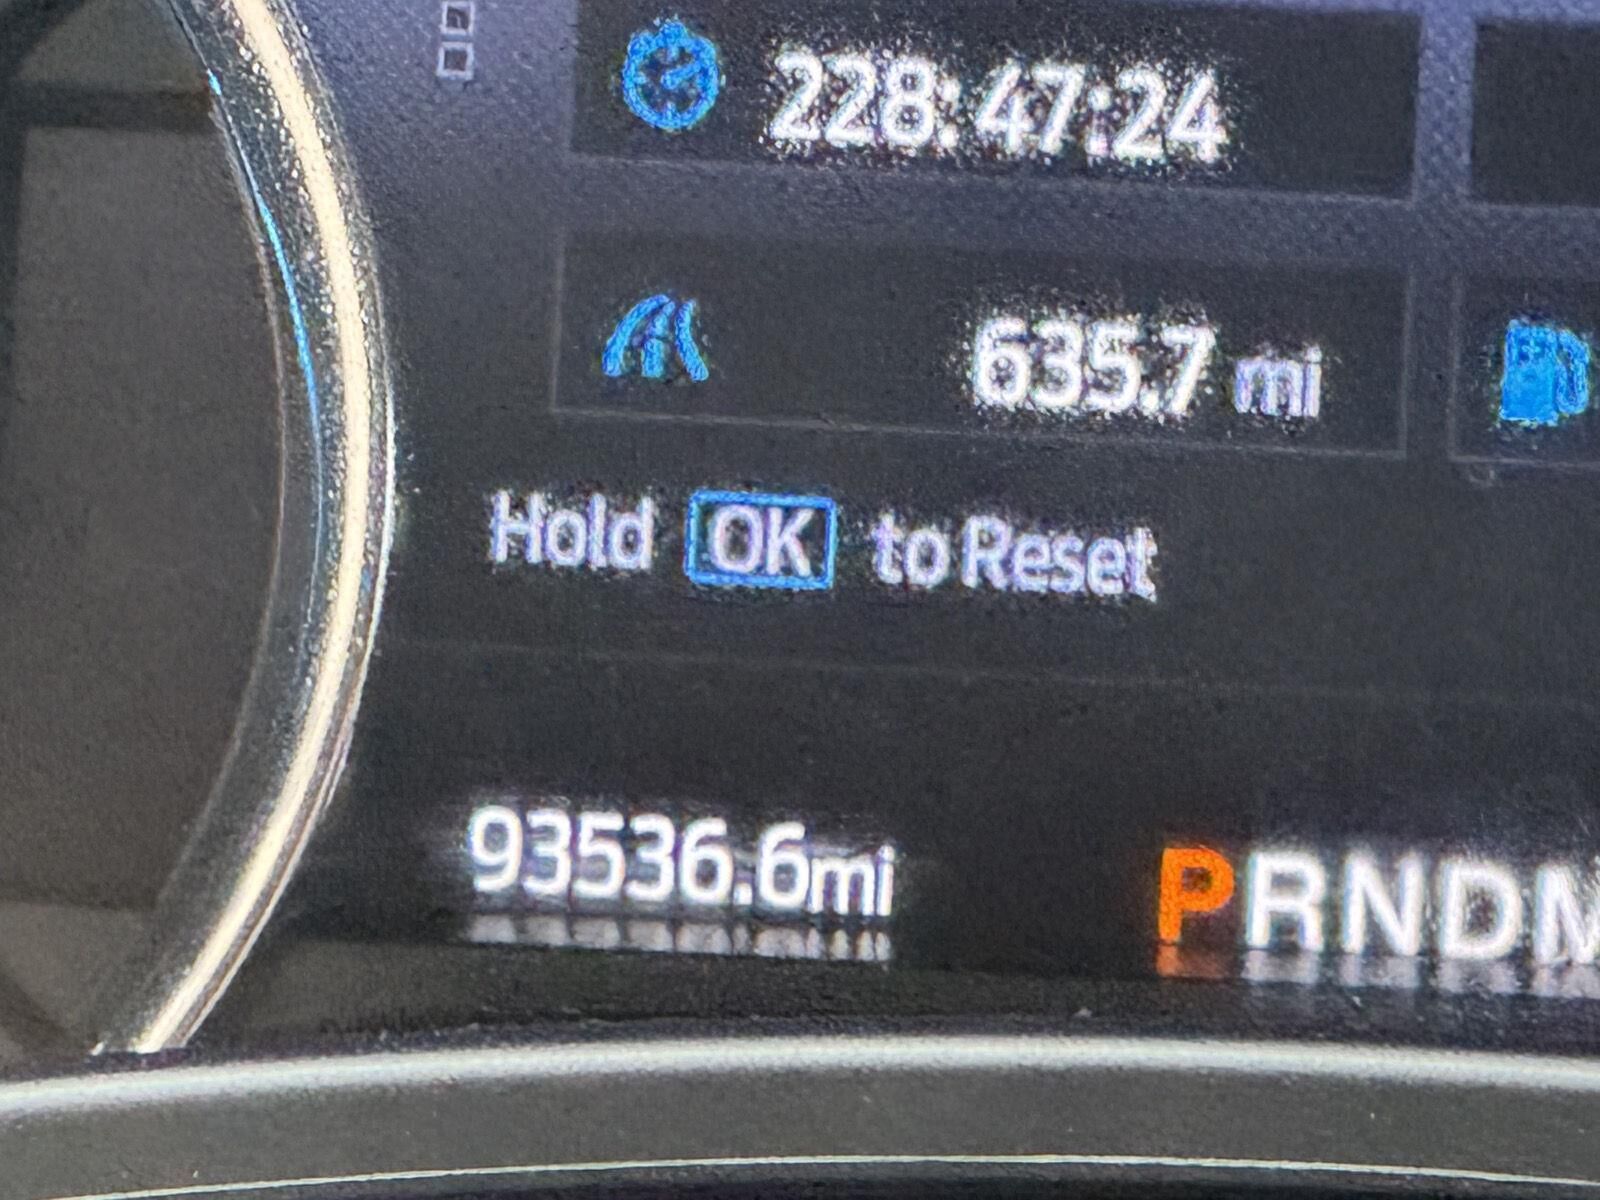 228:47:24
635.7 mi
Hold OK to Reset
93536.6mi
PRNDM